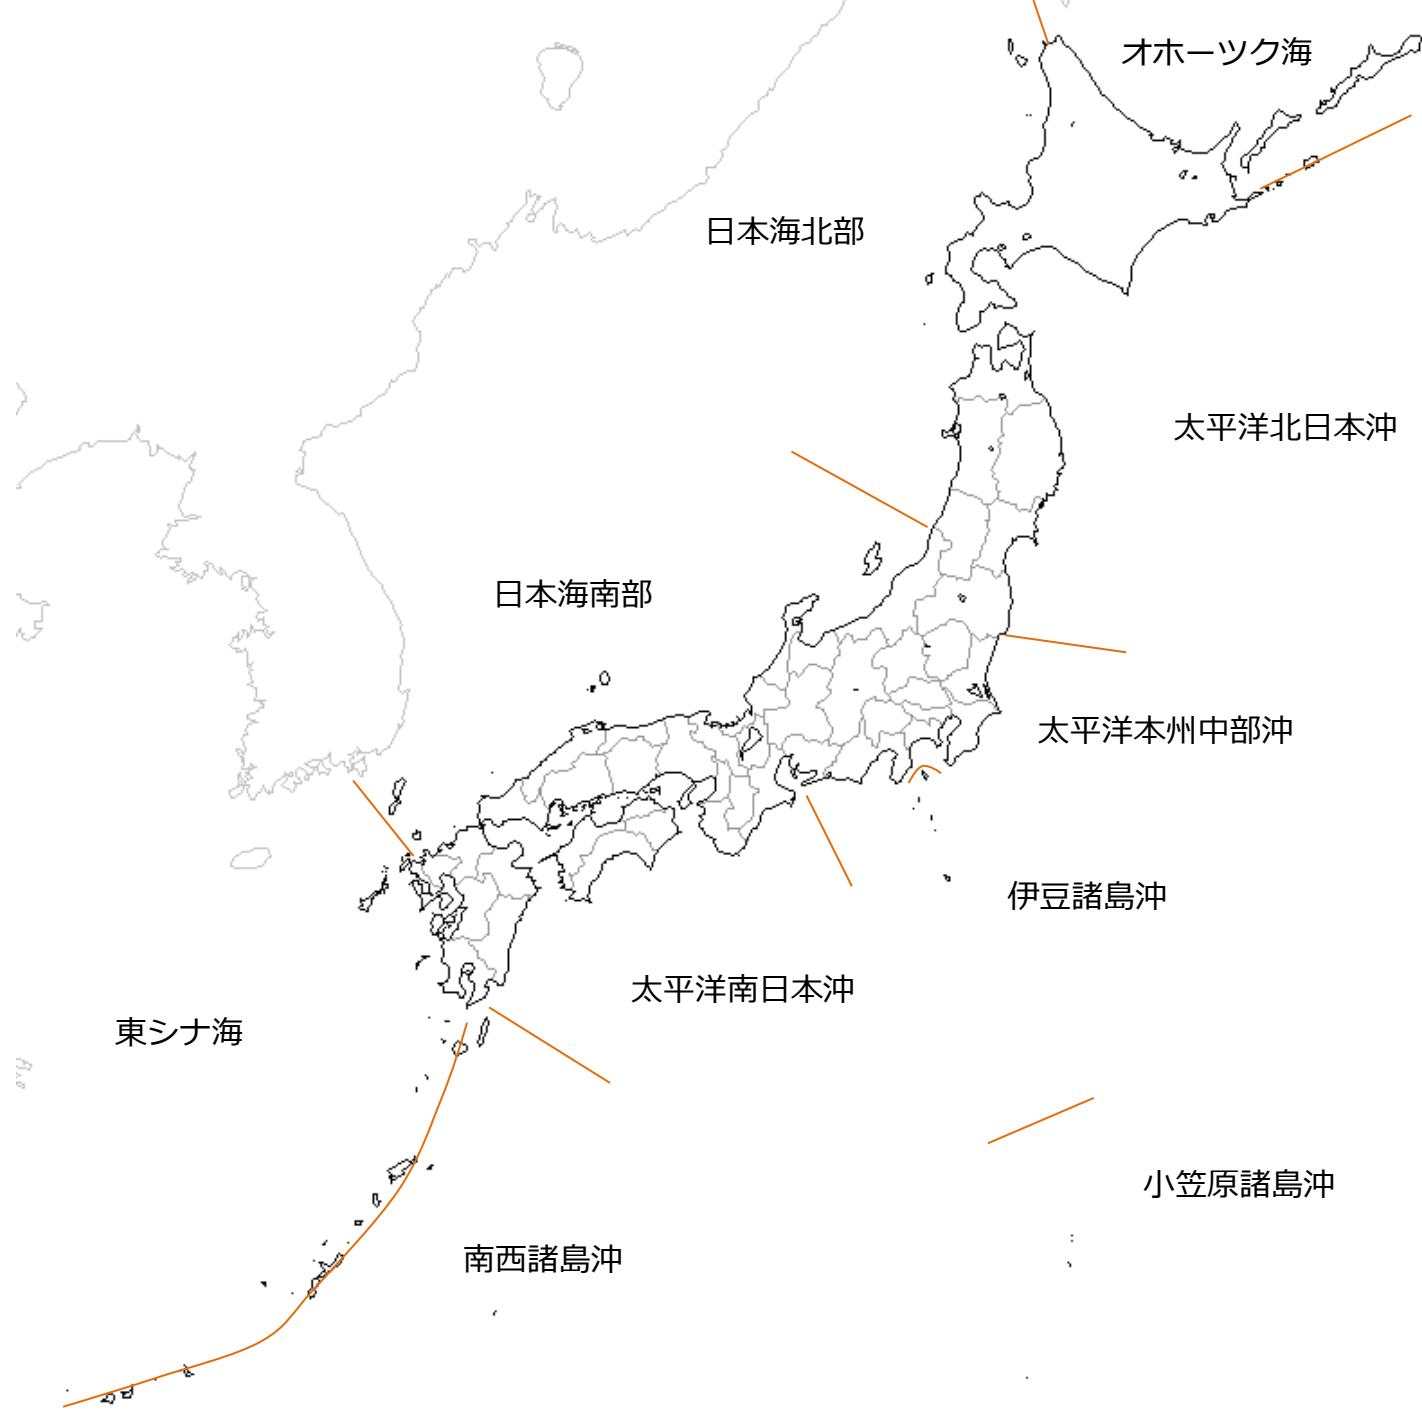 オホーツク海
日本海北部
太平洋北日本沖
日本海南部
太平洋本州中部沖
伊豆諸島沖
太平洋南日本沖
東シナ海
小笠原諸島沖
南西諸島沖